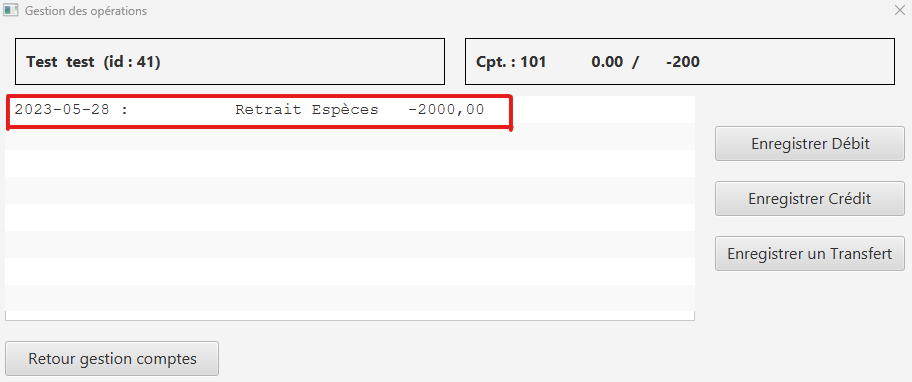 Gestion des opérations
Test test (id : 41)
Cpt. : 101 0.00 / -200
2023-05-28 : Retrait Espèces -2000,00
Enregistrer Débit
Enregistrer Crédit
Enregistrer un Transfert
Retour gestion comptes